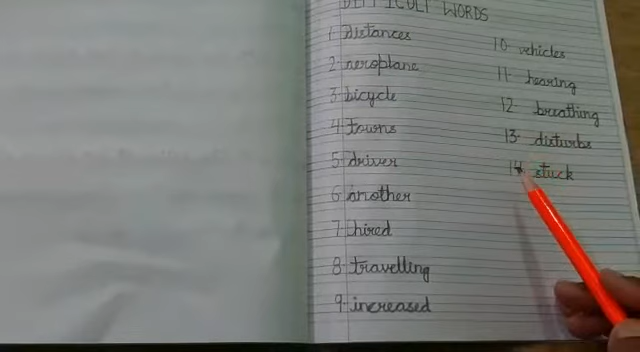 DIFFICULT WORDS
1 Distances
2 aeroplane
3 bicycle
4 towns
5 driver
6 another
7 hired
8 travelling
9 increased
10 vehicles
11 hearing
12 breathing
13 disturbs
14 stuck